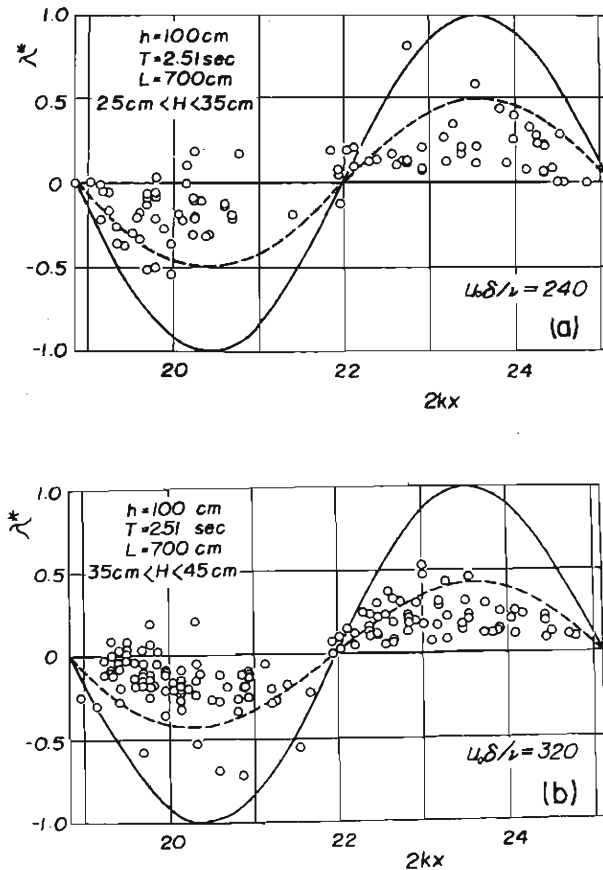 1.0
λ*
h=100cm
T=2.51sec
L=700cm
25cm<H<35cm
0.5
0
-0.5
u₀δ/ν=240
(a)
-1.0
20 22 24
2kx
1.0
λ*
h=100 cm
T=251 sec
L=700 cm
35cm<H<45cm
0.5
0
-0.5
u₀δ/ν=320
(b)
-1.0
20 22 24
2kx